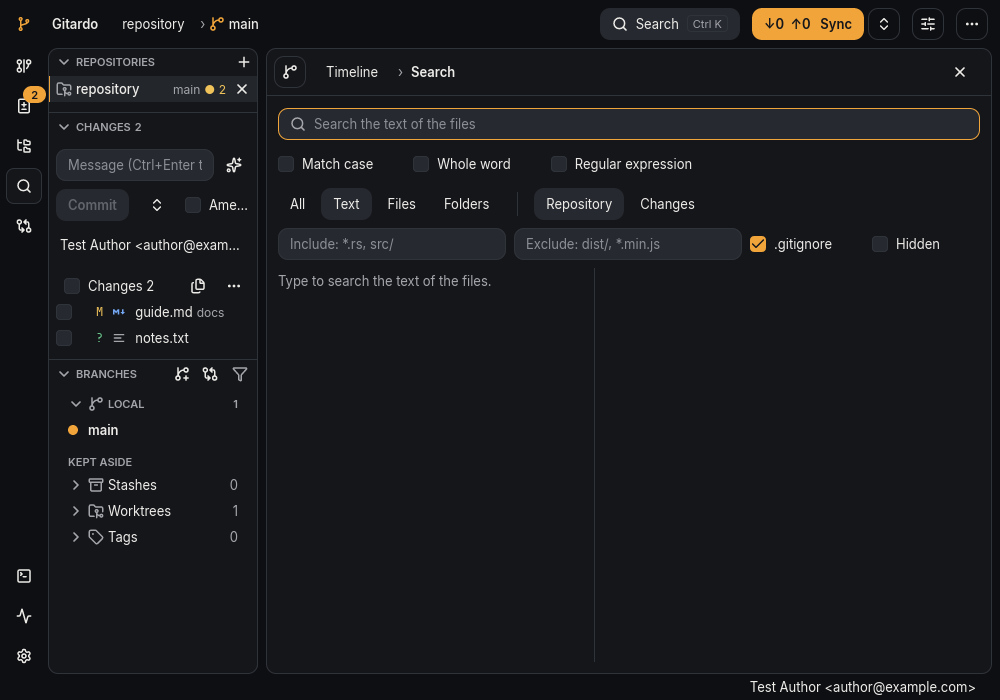 Gitardo repository › main Search Ctrl K ↓0 ↑0 Sync
REPOSITORIES
repository main 2
2
CHANGES 2
Message (Ctrl+Enter t
Commit Ame...
Test Author <author@exam...
Changes 2
M guide.md docs
? notes.txt
BRANCHES
LOCAL 1
main
KEPT ASIDE
Stashes 0
Worktrees 1
Tags 0
Timeline › Search
Search the text of the files
Match case Whole word Regular expression
All Text Files Folders Repository Changes
Include: *.rs, src/ Exclude: dist/, *.min.js .gitignore Hidden
Type to search the text of the files.
Test Author <author@example.com>